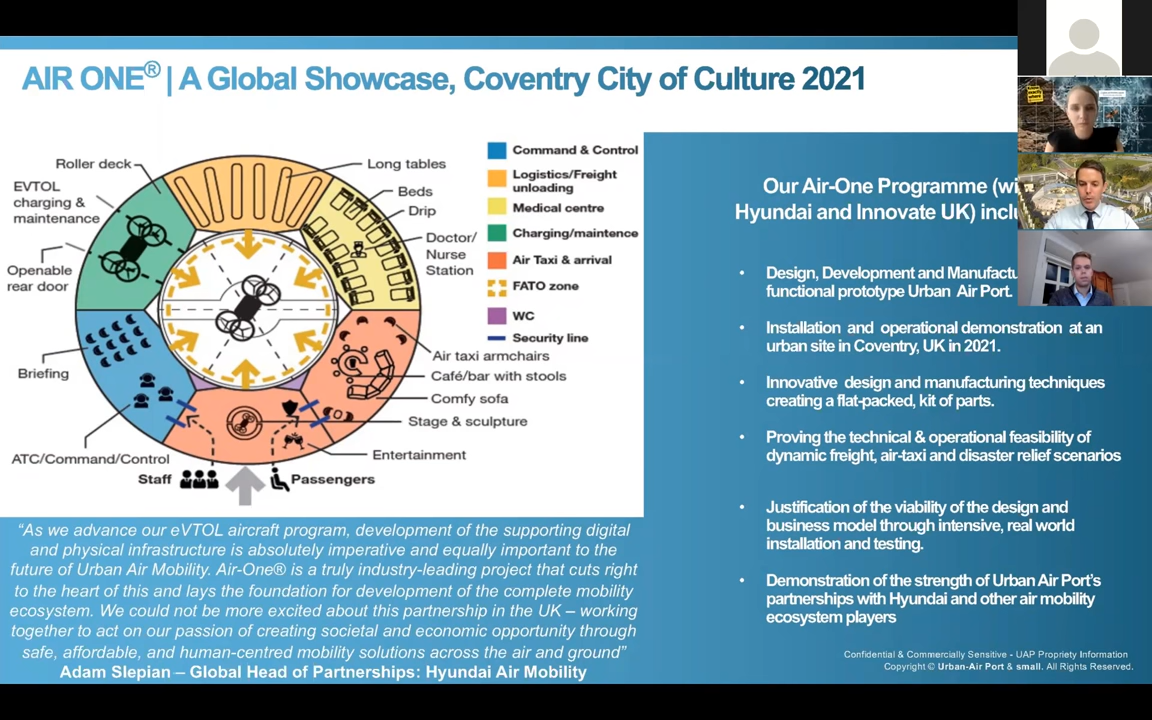 AIR ONE® | A Global Showcase, Coventry City of Culture 2021
Roller deck
Long tables
EVTOL
charging &
maintenance
Beds
Drip
Doctor/
Nurse
Station
Openable
rear door
Air taxi armchairs
Café/bar with stools
Briefing
Comfy sofa
Stage & sculpture
ATC/Command/Control
Entertainment
Staff
Passengers
Command & Control
Logistics/Freight
unloading
Medical centre
Charging/maintence
Air Taxi & arrival
FATO zone
WC
Security line
“As we advance our eVTOL aircraft program, development of the supporting digital
and physical infrastructure is absolutely imperative and equally important to the
future of Urban Air Mobility. Air-One® is a truly industry-leading project that cuts right
to the heart of this and lays the foundation for development of the complete mobility
ecosystem. We could not be more excited about this partnership in the UK – working
together to act on our passion of creating societal and economic opportunity through
safe, affordable, and human-centred mobility solutions across the air and ground”
Adam Slepian – Global Head of Partnerships: Hyundai Air Mobility
Our Air-One Programme (wi
Hyundai and Innovate UK) inclu
• Design, Development and Manufactu
functional prototype Urban Air Port.
• Installation and operational demonstration at an
urban site in Coventry, UK in 2021.
• Innovative design and manufacturing techniques
creating a flat-packed, kit of parts.
• Proving the technical & operational feasibility of
dynamic freight, air-taxi and disaster relief scenarios
• Justification of the viability of the design and
business model through intensive, real world
installation and testing.
• Demonstration of the strength of Urban Air Port’s
partnerships with Hyundai and other air mobility
ecosystem players
Confidential & Commercially Sensitive - UAP Propriety Information
Copyright © Urban-Air Port & small. All Rights Reserved.